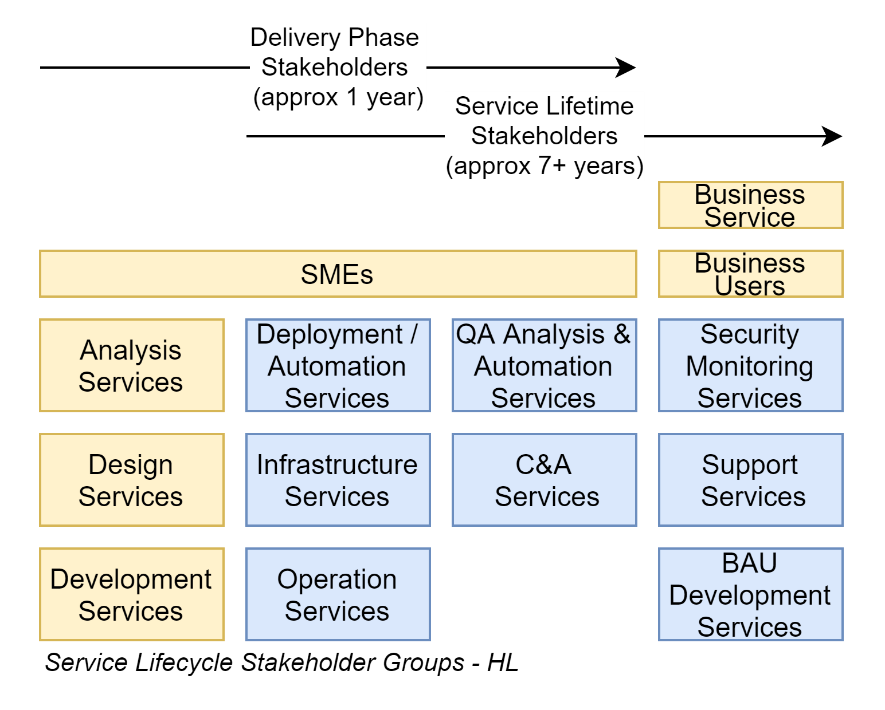 Delivery Phase
Stakeholders
(approx 1 year)
Service Lifetime
Stakeholders
(approx 7+ years)
Business
Service
SMEs
Business
Users
Analysis
Services
Deployment /
Automation
Services
QA Analysis &
Automation
Services
Security
Monitoring
Services
Design
Services
Infrastructure
Services
C&A
Services
Support
Services
Development
Services
Operation
Services
BAU
Development
Services
Service Lifecycle Stakeholder Groups - HL